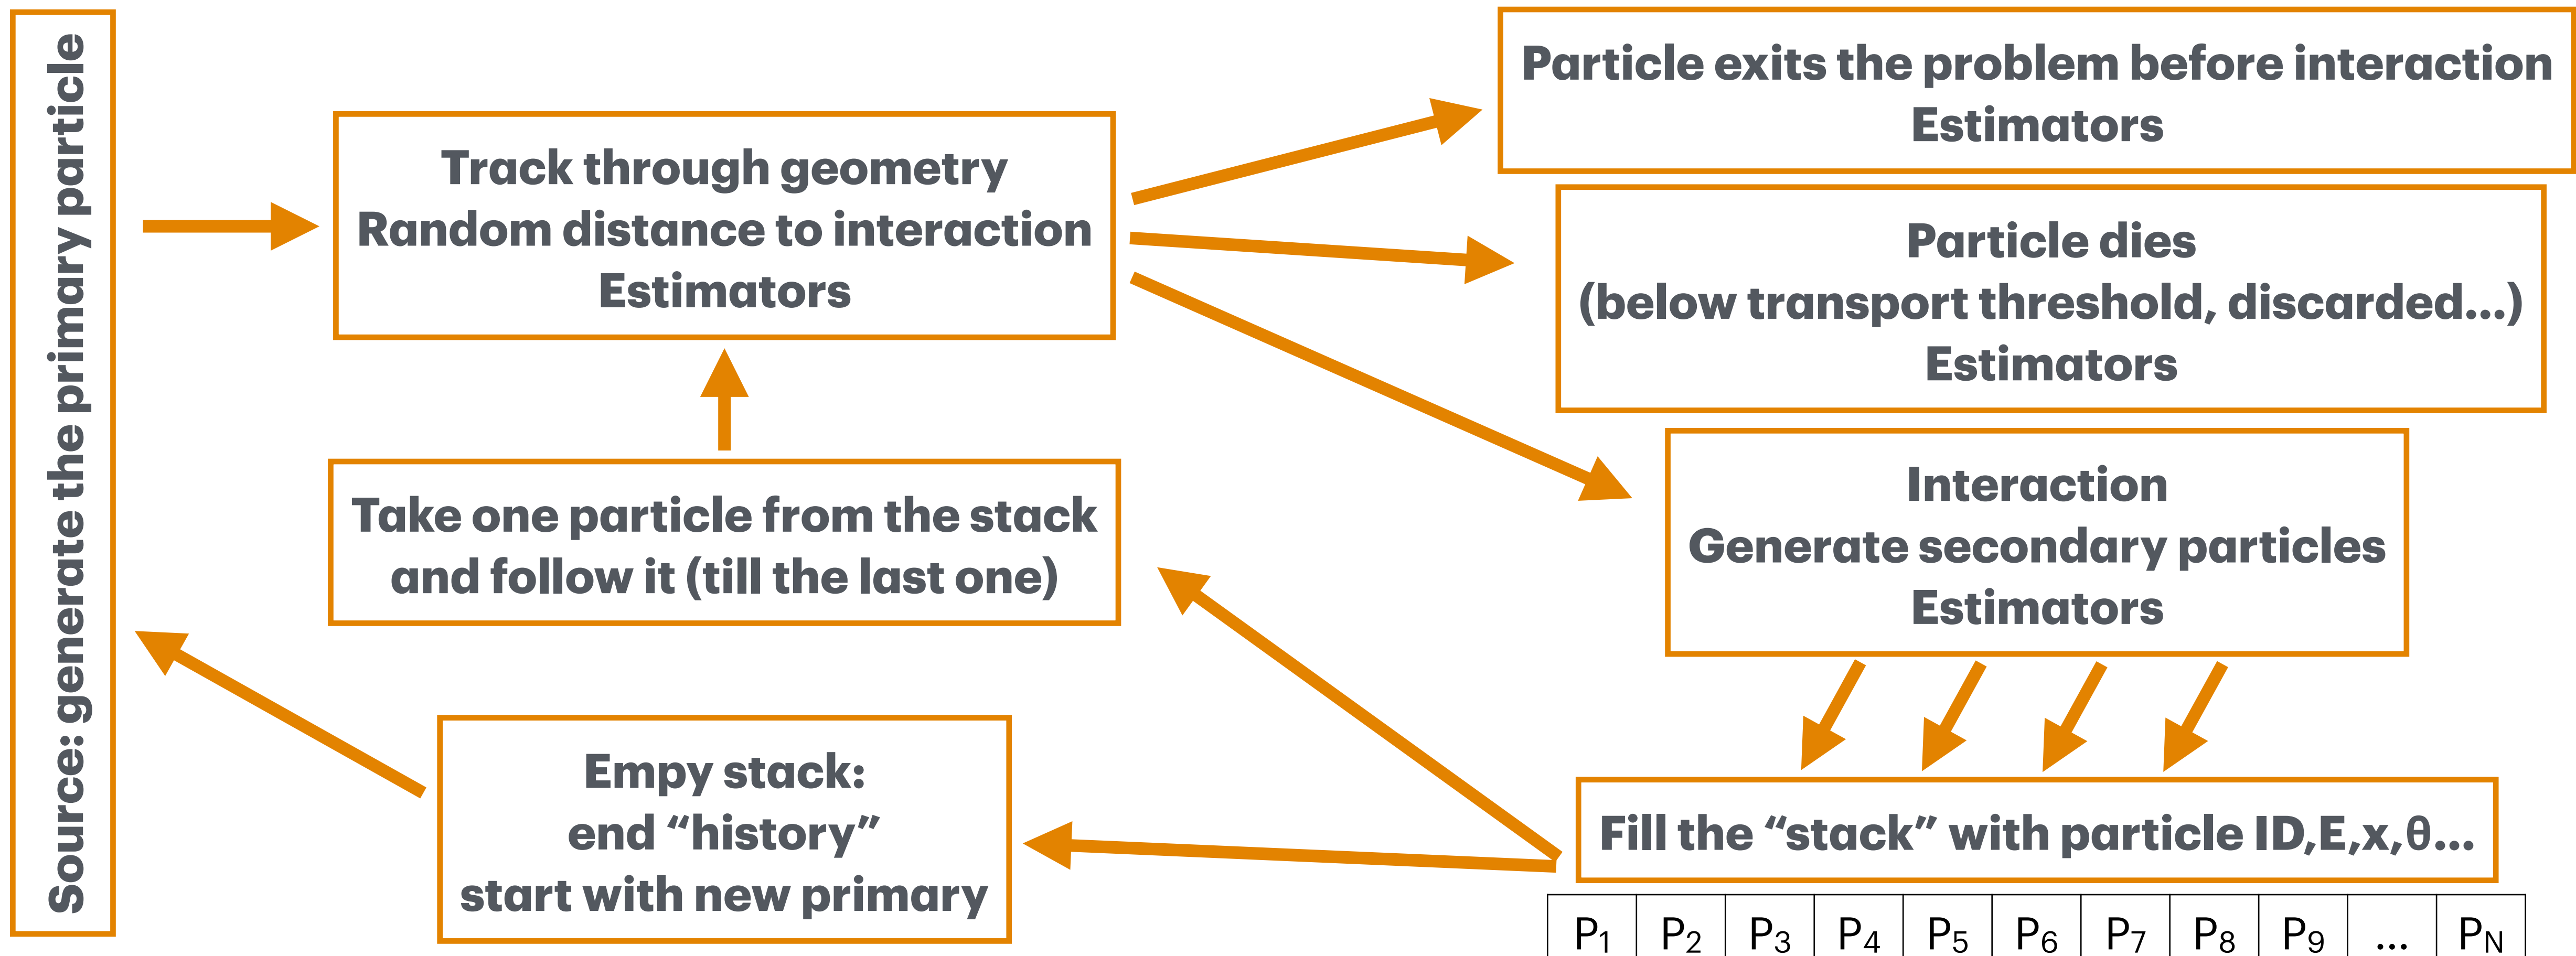 Source: generate the primary particle
Track through geometry
Random distance to interaction
Estimators
Particle exits the problem before interaction
Estimators
Particle dies
(below transport threshold, discarded...)
Estimators
Interaction
Generate secondary particles
Estimators
Take one particle from the stack
and follow it (till the last one)
Empy stack:
end “history”
start with new primary
Fill the “stack” with particle ID,E,x,θ...
P₁ P₂ P₃ P₄ P₅ P₆ P₇ P₈ P₉ ... P_N